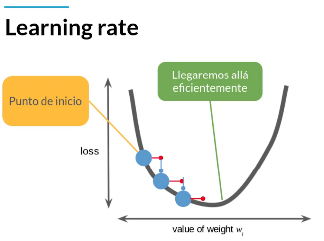 Learning rate
Llegaremos allá
eficientemente
Punto de inicio
loss
value of weight wi